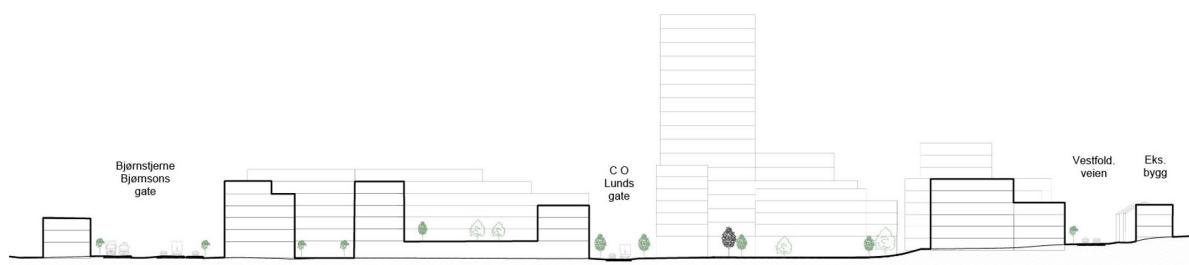 Bjørnstjerne
Bjørnsons
gate
C O
Lunds
gate
Vestfold.
veien
Eks.
bygg